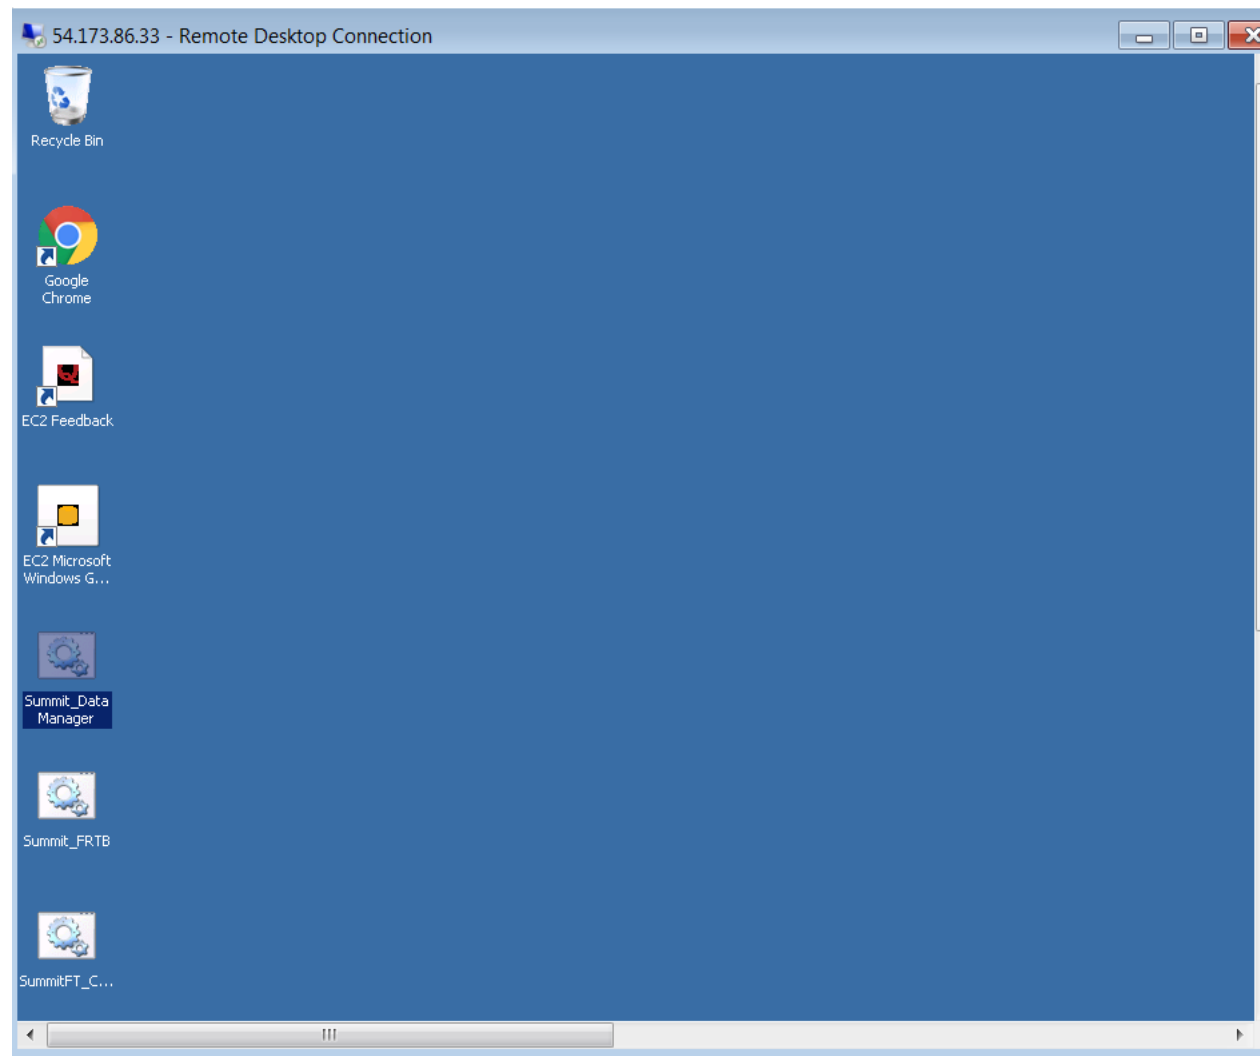 54.173.86.33 - Remote Desktop Connection
Recycle Bin
Google
Chrome
EC2 Feedback
EC2 Microsoft
Windows G...
Summit_Data
Manager
Summit_FRTB
SummitFT_C...